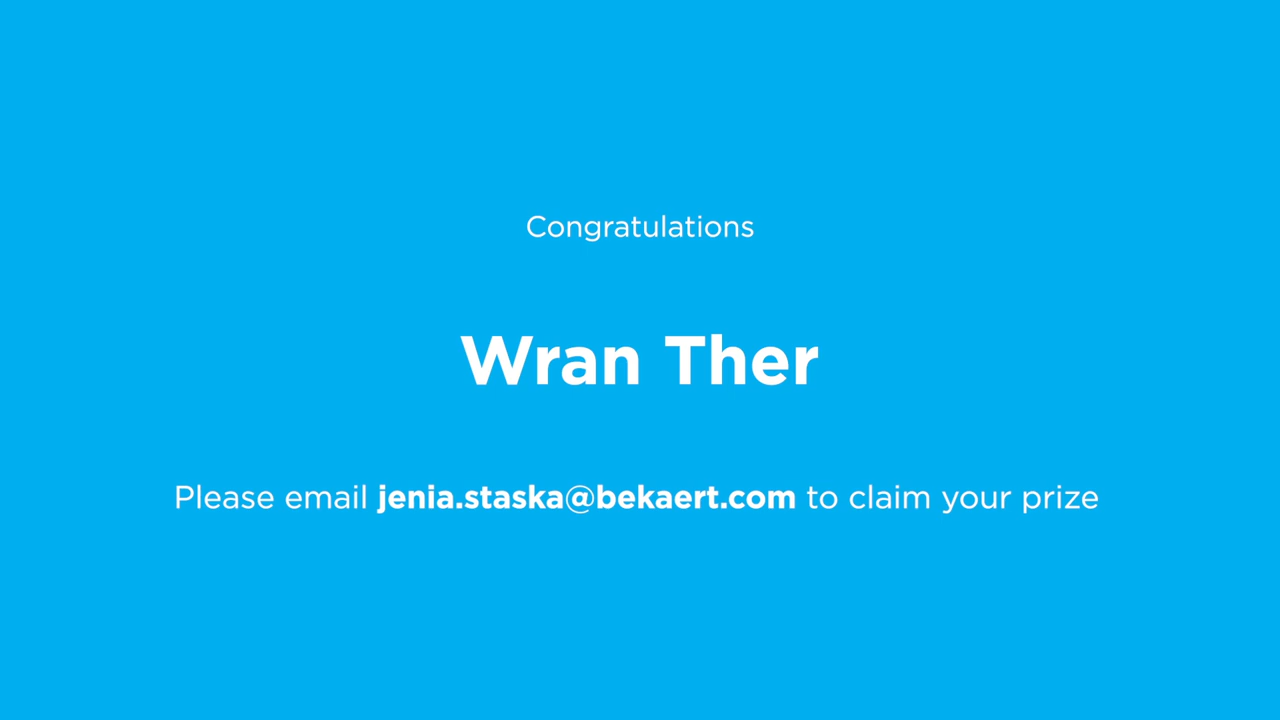 Congratulations
Wran Ther
Please email jenia.staska@bekaert.com to claim your prize